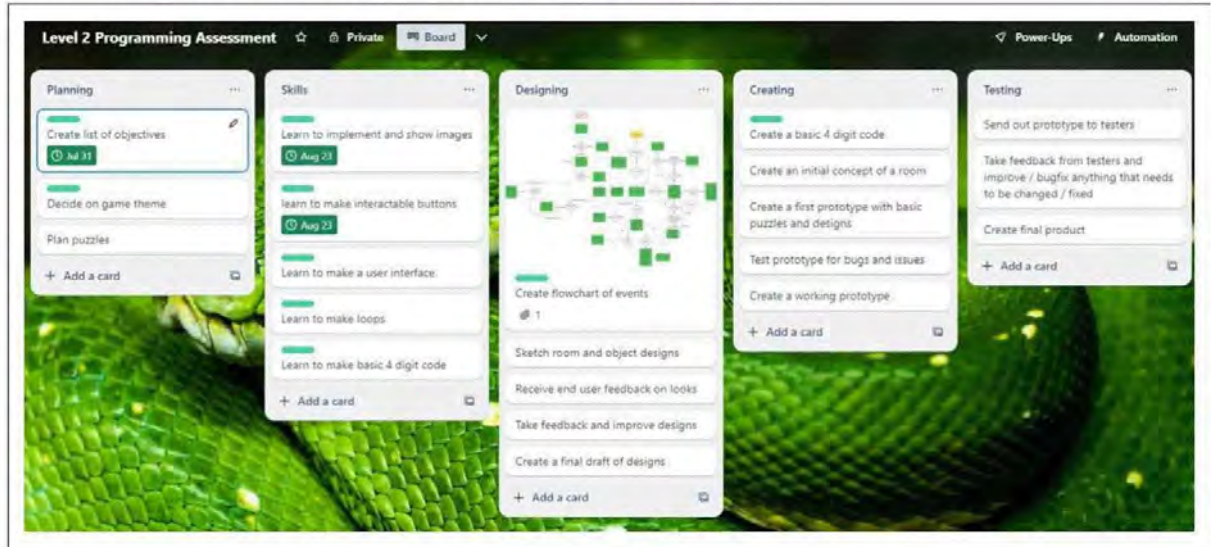 Level 2 Programming Assessment
Private
Board
Power-Ups
Automation
Planning
Create list of objectives
Jul 31
Decide on game theme
Plan puzzles
+ Add a card
Skills
Learn to implement and show images
Aug 23
learn to make interactable buttons
Aug 23
Learn to make a user interface.
Learn to make loops
Learn to make basic 4 digit code
+ Add a card
Designing
Create flowchart of events
1
Sketch room and object designs
Receive end user feedback on looks
Take feedback and improve designs
Create a final draft of designs
+ Add a card
Creating
Create a basic 4 digit code
Create an initial concept of a room
Create a first prototype with basic
puzzles and designs
Test prototype for bugs and issues
Create a working prototype
+ Add a card
Testing
Send out prototype to testers
Take feedback from testers and
improve / bugfix anything that needs
to be changed / fixed
Create final product
+ Add a card